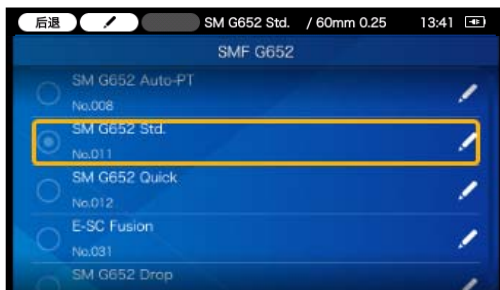 后退 SM G652 Std. / 60mm 0.25 13:41
SMF G652
SM G652 Auto-PT
No.008
SM G652 Std.
No.011
SM G652 Quick
No.012
E-SC Fusion
No.031
SM G652 Drop